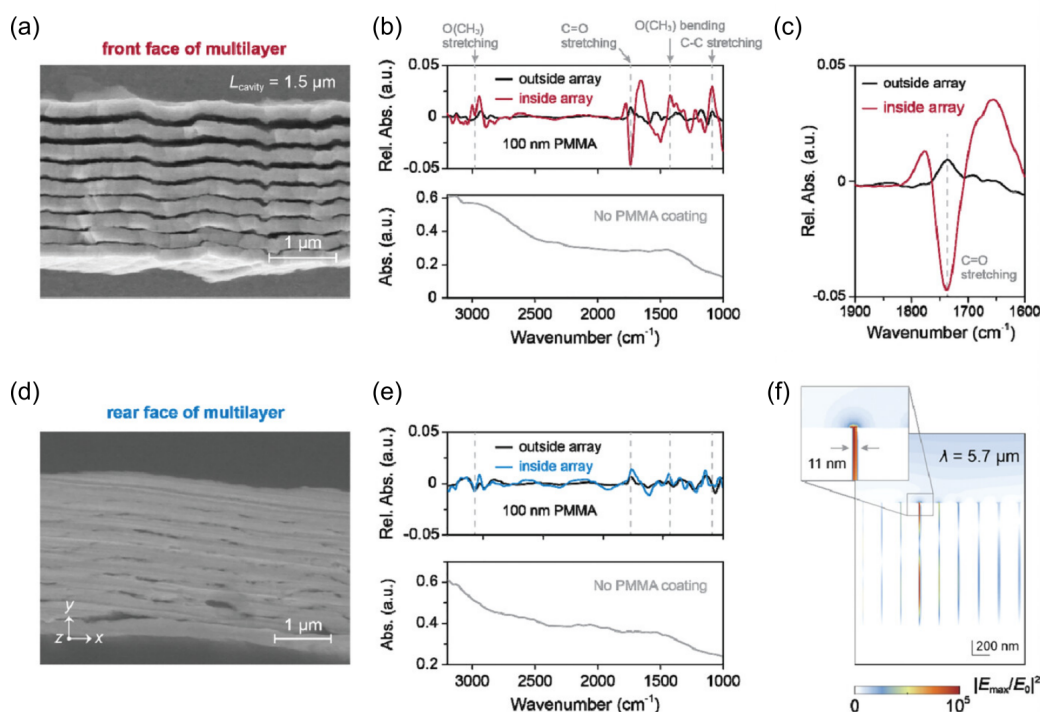 (a)
front face of multilayer
L_cavity = 1.5 μm
1 μm
(b)
O(CH₃) stretching
C=O stretching
O(CH₃) bending
C-C stretching
0.05
0
-0.05
Rel. Abs. (a.u.)
outside array
inside array
100 nm PMMA
0.6
0.4
0.2
0
Abs. (a.u.)
No PMMA coating
3000 2500 2000 1500 1000
Wavenumber (cm⁻¹)
(c)
0.05
0
-0.05
Rel. Abs. (a.u.)
outside array
inside array
C=O
stretching
1900 1800 1700 1600
Wavenumber (cm⁻¹)
(d)
rear face of multilayer
y
z x
1 μm
(e)
0.05
0
-0.05
Rel. Abs. (a.u.)
outside array
inside array
100 nm PMMA
0.6
0.4
0.2
Abs. (a.u.)
No PMMA coating
3000 2500 2000 1500 1000
Wavenumber (cm⁻¹)
(f)
11 nm
λ = 5.7 μm
200 nm
0 10⁵
|E_max/E₀|²